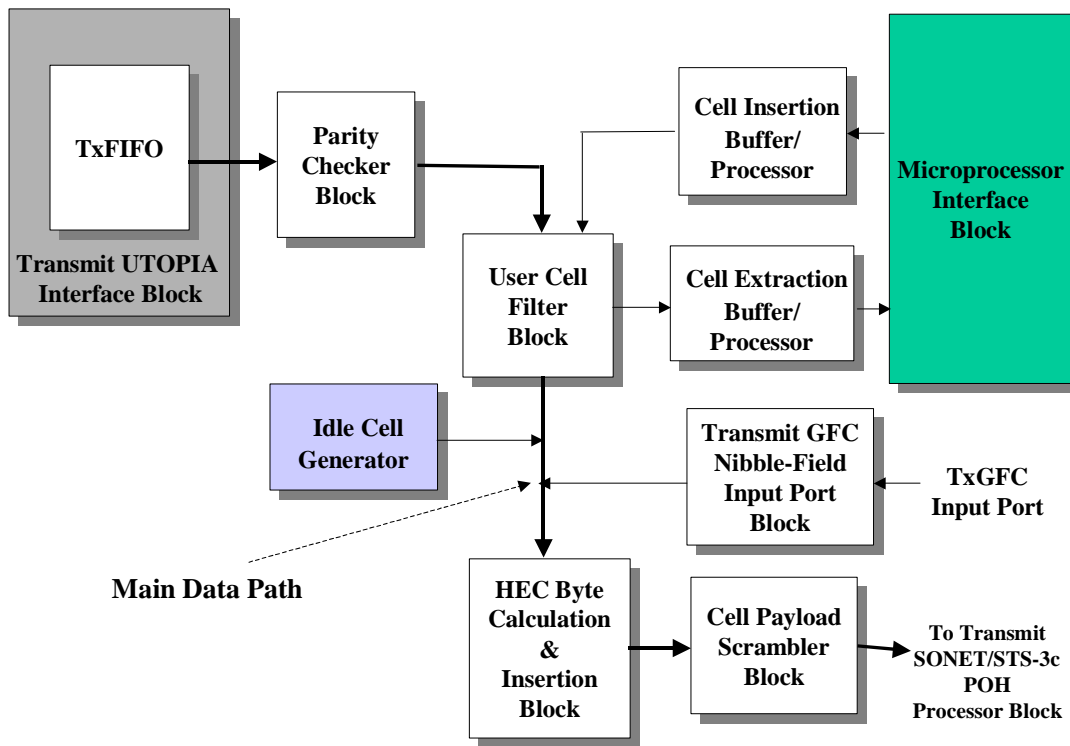 TxFIFO
Transmit UTOPIA
Interface Block
Parity
Checker
Block
Cell Insertion
Buffer/
Processor
Microprocessor
Interface
Block
User Cell
Filter
Block
Cell Extraction
Buffer/
Processor
Idle Cell
Generator
Transmit GFC
Nibble-Field
Input Port
Block
TxGFC
Input Port
Main Data Path
HEC Byte
Calculation
&
Insertion
Block
Cell Payload
Scrambler
Block
To Transmit
SONET/STS-3c
POH
Processor Block